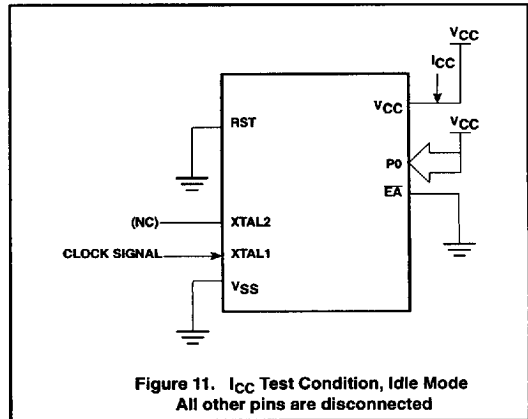 VCC
ICC
VCC
VCC
RST
P0
EA
(NC)
XTAL2
CLOCK SIGNAL
XTAL1
VSS
Figure 11. ICC Test Condition, Idle Mode
All other pins are disconnected